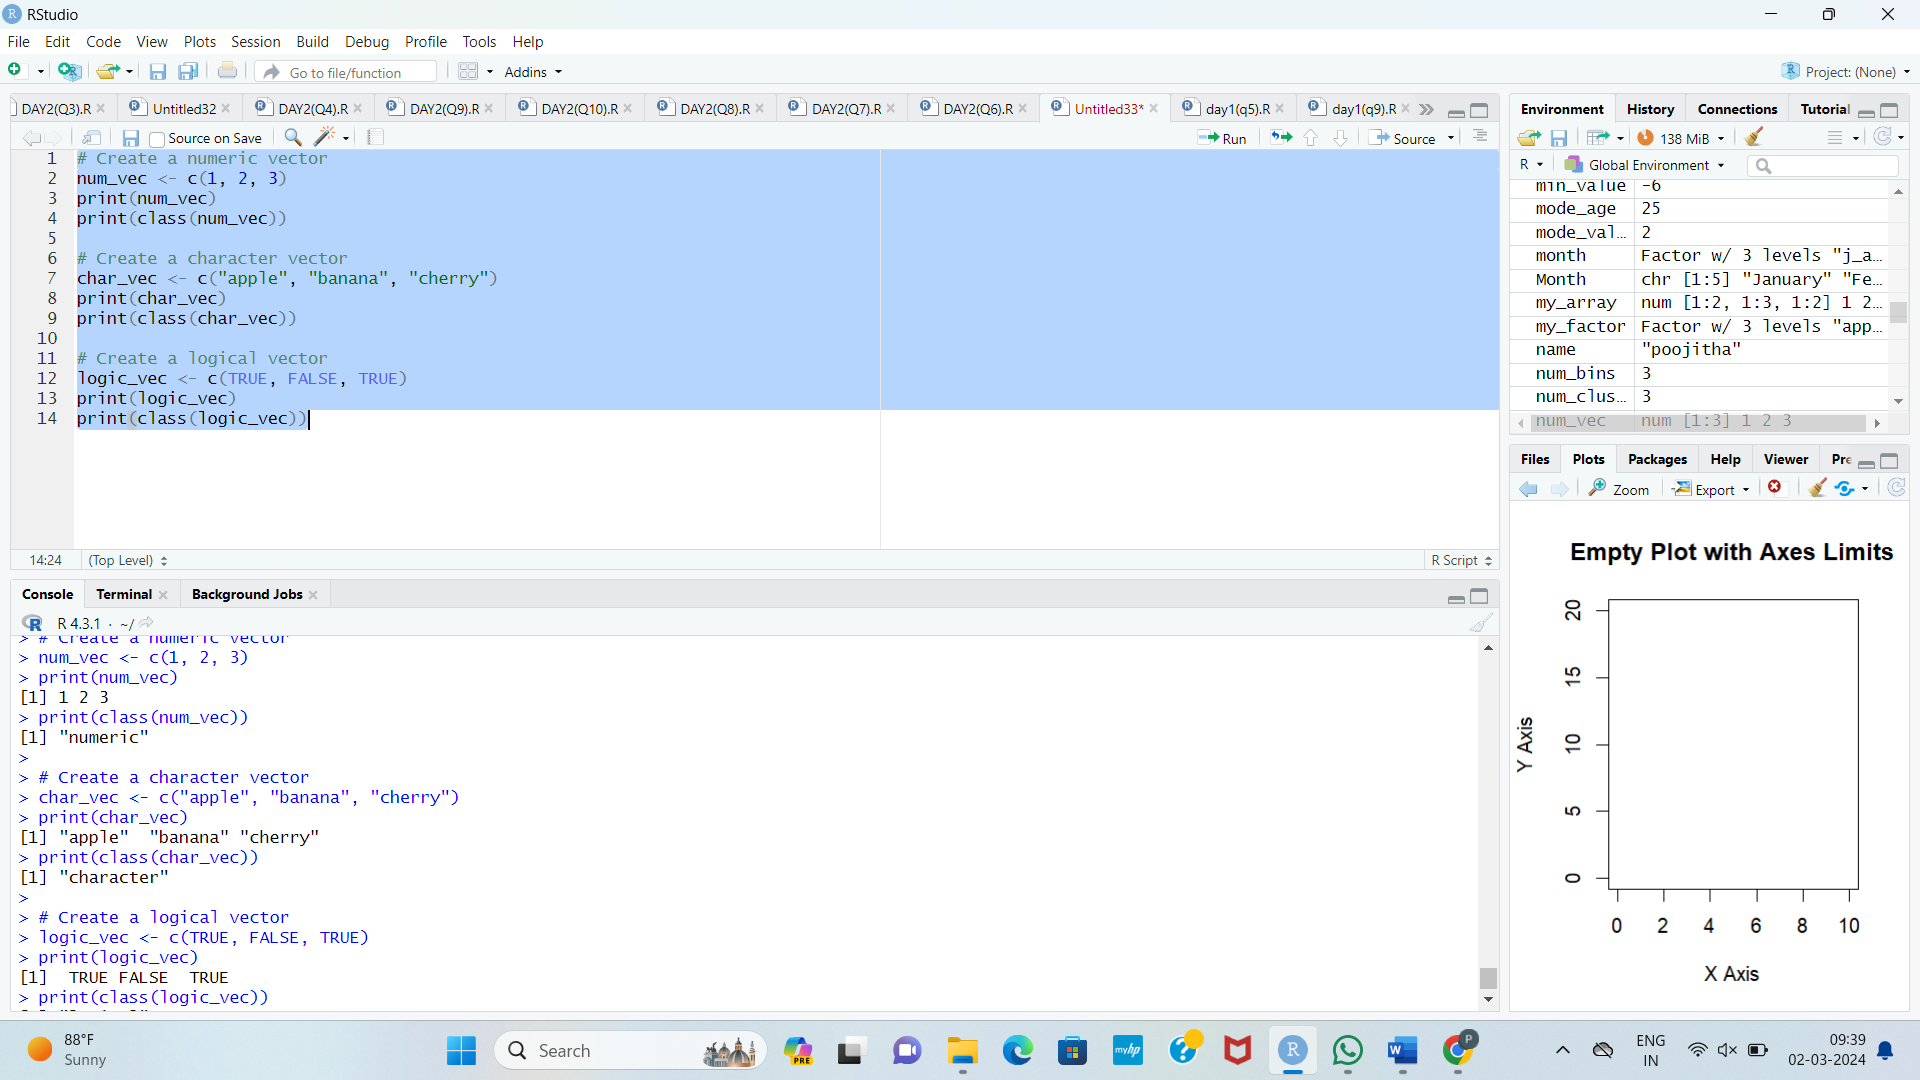 RStudio
File Edit Code View Plots Session Build Debug Profile Tools Help
Go to file/function Addins Project: (None)
DAY2(Q3).R Untitled32 DAY2(Q4).R DAY2(Q9).R DAY2(Q10).R DAY2(Q8).R DAY2(Q7).R DAY2(Q6).R Untitled33* day1(q5).R day1(q9).R
Source on Save Run Source
1 # Create a numeric vector
2 num_vec <- c(1, 2, 3)
3 print(num_vec)
4 print(class(num_vec))
5
6 # Create a character vector
7 char_vec <- c("apple", "banana", "cherry")
8 print(char_vec)
9 print(class(char_vec))
10
11 # Create a logical vector
12 logic_vec <- c(TRUE, FALSE, TRUE)
13 print(logic_vec)
14 print(class(logic_vec))
14:24 (Top Level) R Script
Console Terminal Background Jobs
R 4.3.1 · ~/
> # Create a numeric vector
> num_vec <- c(1, 2, 3)
> print(num_vec)
[1] 1 2 3
> print(class(num_vec))
[1] "numeric"
>
> # Create a character vector
> char_vec <- c("apple", "banana", "cherry")
> print(char_vec)
[1] "apple"  "banana" "cherry"
> print(class(char_vec))
[1] "character"
>
> # Create a logical vector
> logic_vec <- c(TRUE, FALSE, TRUE)
> print(logic_vec)
[1]  TRUE FALSE  TRUE
> print(class(logic_vec))
Environment History Connections Tutorial
138 MiB
R Global Environment
min_value -6
mode_age 25
mode_val... 2
month Factor w/ 3 levels "j_a...
Month chr [1:5] "January" "Fe...
my_array num [1:2, 1:3, 1:2] 1 2...
my_factor Factor w/ 3 levels "app...
name "poojitha"
num_bins 3
num_clus... 3
num_vec num [1:3] 1 2 3
Files Plots Packages Help Viewer Pre
Zoom Export
Empty Plot with Axes Limits
20
15
10
5
0
Y Axis
0 2 4 6 8 10
X Axis
88°F
Sunny
Search
PRE
myhp
P
ENG
IN
09:39
02-03-2024